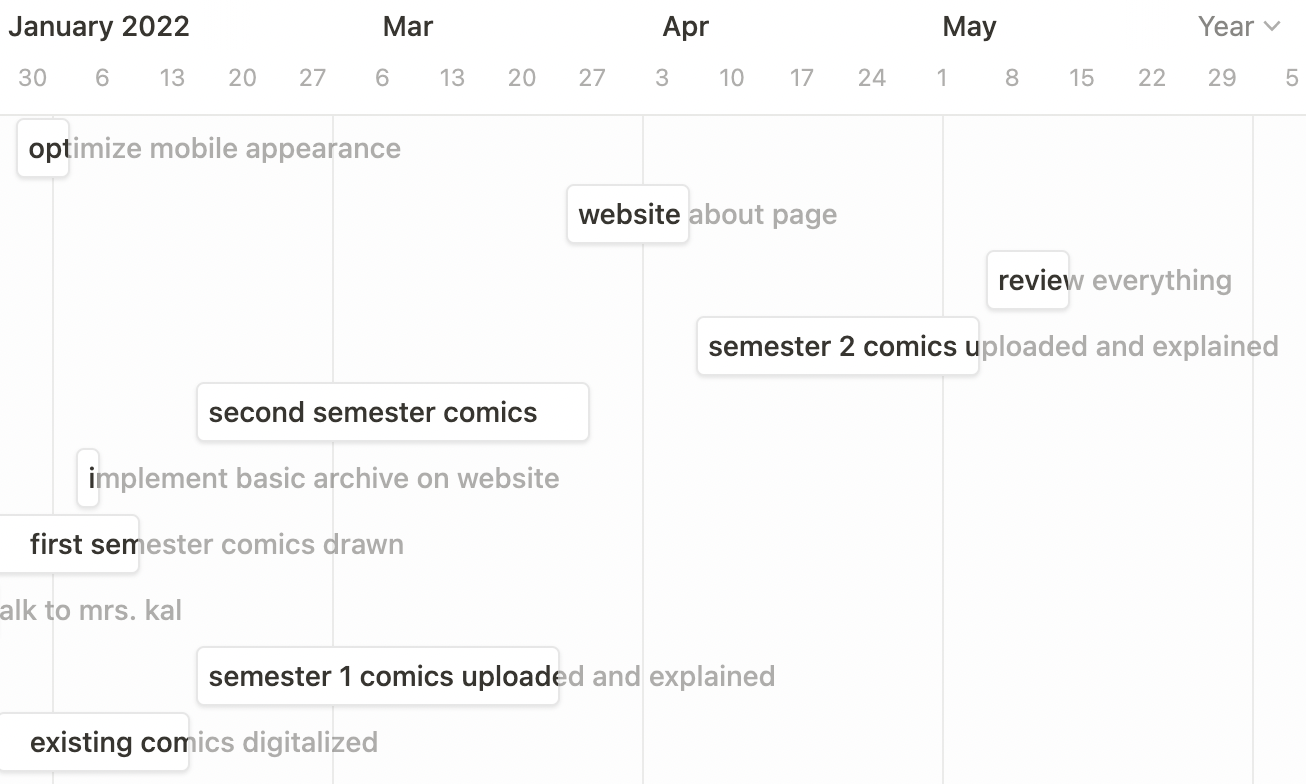 January 2022 Mar Apr May Year
30 6 13 20 27 6 13 20 27 3 10 17 24 1 8 15 22 29 5
optimize mobile appearance
website about page
review everything
semester 2 comics uploaded and explained
second semester comics
implement basic archive on website
first semester comics drawn
alk to mrs. kal
semester 1 comics uploaded and explained
existing comics digitalized